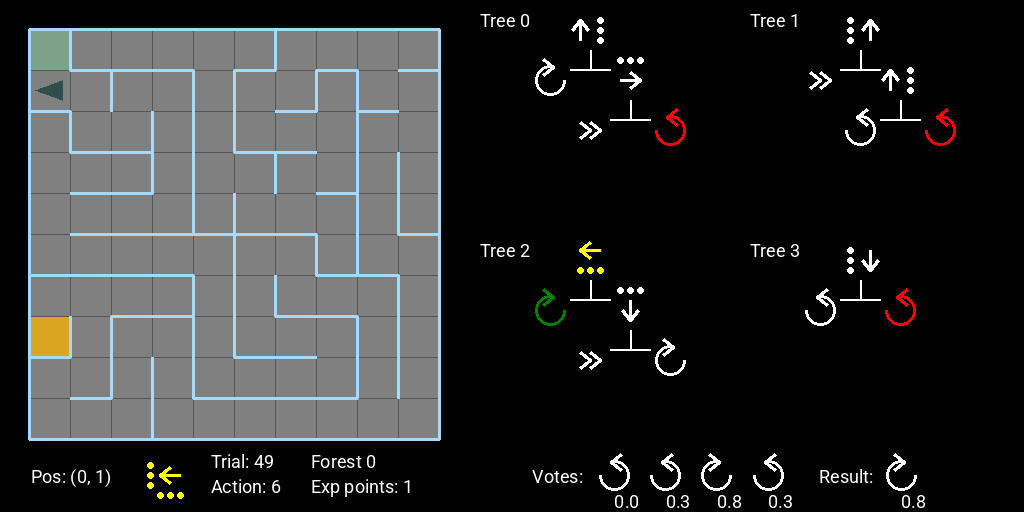 Tree 0
Tree 1
Tree 2
Tree 3
Pos: (0, 1)
Trial: 49
Action: 6
Forest 0
Exp points: 1
Votes:
0.0
0.3
0.8
0.3
Result:
0.8